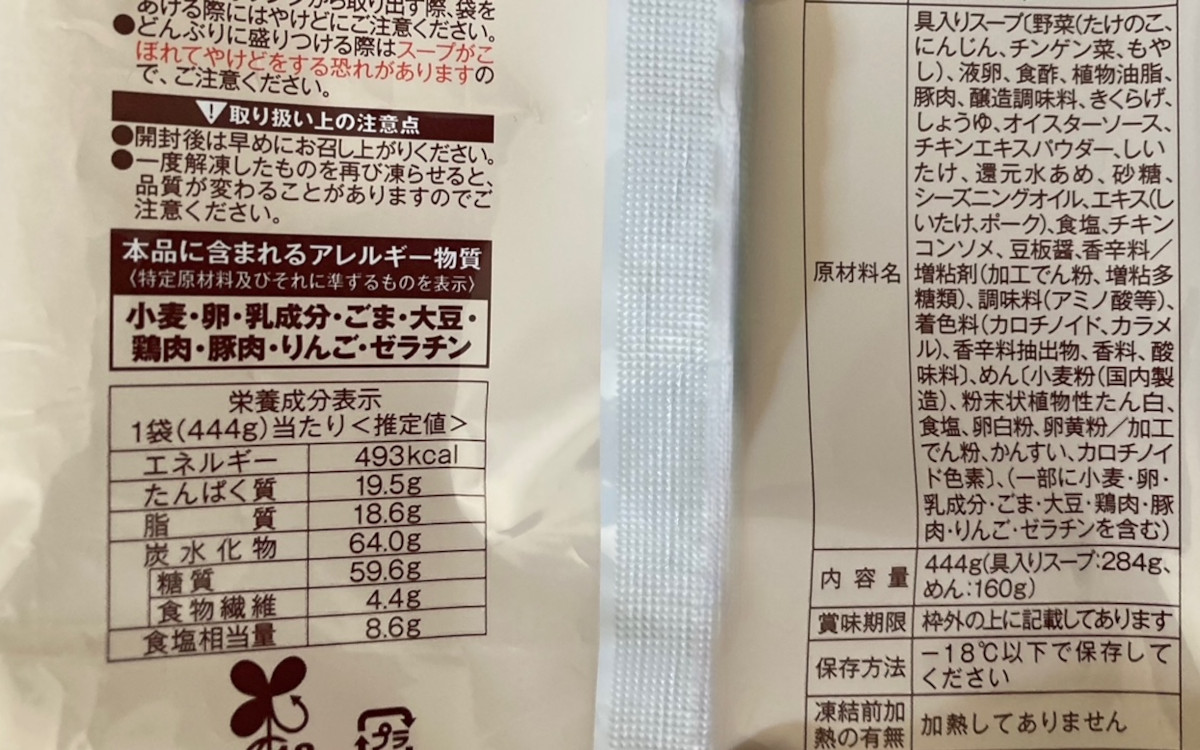 から取り出す際、袋を
あける際にはやけどにご注意ください。
●どんぶりに盛りつける際はスープがこ
ぼれてやけどをする恐れがありますの
で、ご注意ください。
取り扱い上の注意点
●開封後は早めにお召し上がりください。
●一度解凍したものを再び凍らせると、
品質が変わることがありますのでご
注意ください。
本品に含まれるアレルギー物質
〈特定原材料及びそれに準ずるものを表示〉
小麦・卵・乳成分・ごま・大豆・
鶏肉・豚肉・りんご・ゼラチン
栄養成分表示
1袋(444g)当たり<推定値>
エネルギー 493kcal
たんぱく質 19.5g
脂質 18.6g
炭水化物 64.0g
糖質 59.6g
食物繊維 4.4g
食塩相当量 8.6g
プラ
原材料名
具入りスープ〔野菜(たけのこ、
にんじん、チンゲン菜、もや
し)、液卵、食酢、植物油脂、
豚肉、醸造調味料、きくらげ、
しょうゆ、オイスターソース、
チキンエキスパウダー、しい
たけ、還元水あめ、砂糖、
シーズニングオイル、エキス(し
いたけ、ポーク)、食塩、チキン
コンソメ、豆板醤、香辛料/
増粘剤(加工でん粉、増粘多
糖類)、調味料(アミノ酸等)、
着色料(カロチノイド、カラメ
ル)、香辛料抽出物、香料、酸
味料〕、めん〔小麦粉(国内製
造)、粉末状植物性たん白、
食塩、卵白粉、卵黄粉/加工
でん粉、かんすい、カロチノイ
ド色素〕、(一部に小麦・卵・
乳成分・ごま・大豆・鶏肉・豚
肉・りんご・ゼラチンを含む)
内容量
444g(具入りスープ:284g、
めん:160g)
賞味期限 枠外の上に記載してあります
保存方法
−18℃以下で保存して
ください
凍結前加
熱の有無
加熱してありません